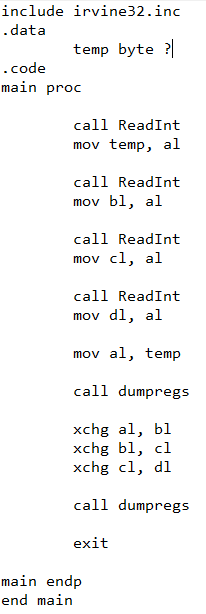 include irvine32.inc
.data
temp byte ?
.code
main proc
call ReadInt
mov temp, al
call ReadInt
mov bl, al
call ReadInt
mov cl, al
call ReadInt
mov dl, al
mov al, temp
call dumpregs
xchg al, bl
xchg bl, cl
xchg cl, dl
call dumpregs
exit
main endp
end main